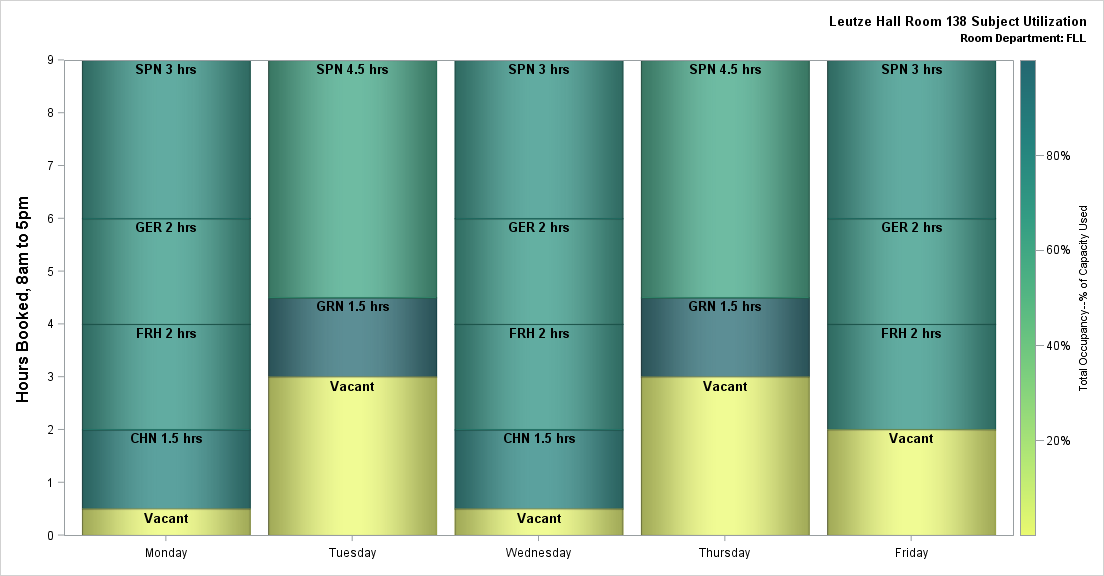 Leutze Hall Room 138 Subject Utilization
Room Department: FLL
Hours Booked, 8am to 5pm
9
8
7
6
5
4
3
2
1
0
SPN 3 hrs
GER 2 hrs
FRH 2 hrs
CHN 1.5 hrs
Vacant
Monday
SPN 4.5 hrs
GRN 1.5 hrs
Vacant
Tuesday
SPN 3 hrs
GER 2 hrs
FRH 2 hrs
CHN 1.5 hrs
Vacant
Wednesday
SPN 4.5 hrs
GRN 1.5 hrs
Vacant
Thursday
SPN 3 hrs
GER 2 hrs
FRH 2 hrs
Vacant
Friday
80%
60%
40%
20%
Total Occupancy--% of Capacity Used